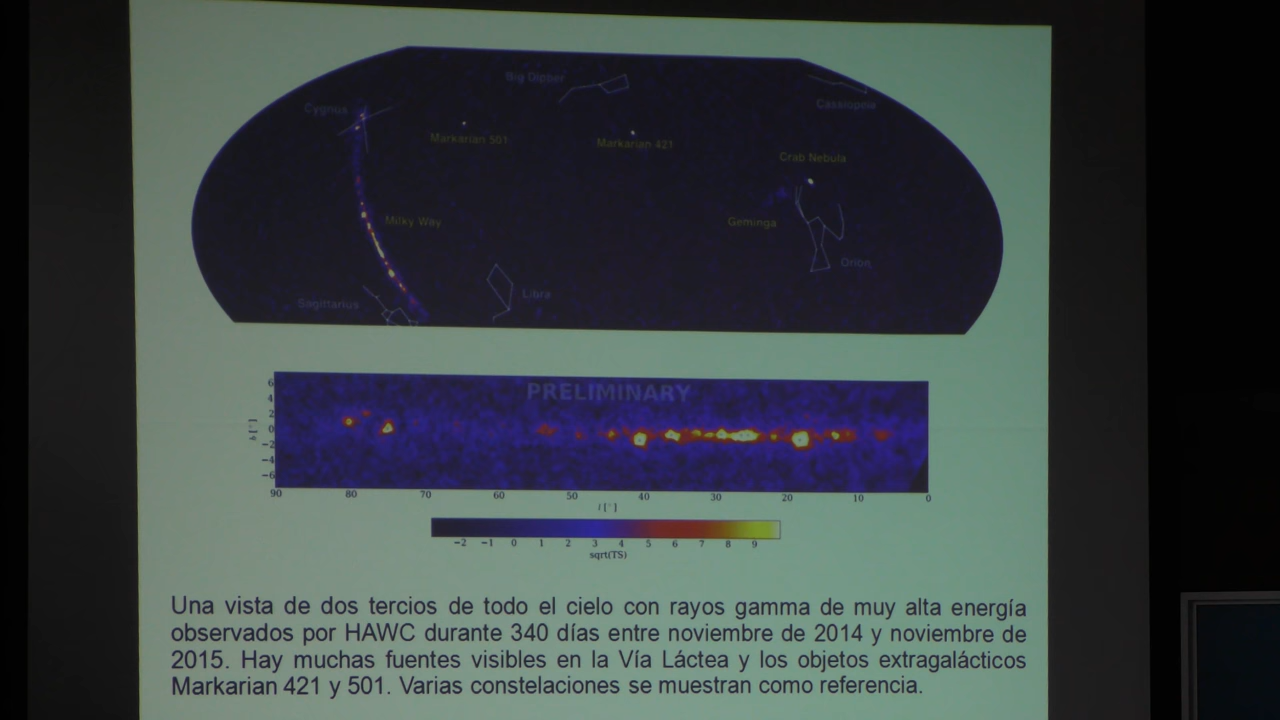 Big Dipper
Cassiopeia
Cygnus
Markarian 501
Markarian 421
Crab Nebula
Milky Way
Geminga
Orion
Libra
Sagittarius
PRELIMINARY
6
4
2
0
−2
−4
−6
b [°]
90 80 70 60 50 40 30 20 10 0
l [°]
−2 −1 0 1 2 3 4 5 6 7 8 9
sqrt(TS)
Una vista de dos tercios de todo el cielo con rayos gamma de muy alta energía
observados por HAWC durante 340 días entre noviembre de 2014 y noviembre de
2015. Hay muchas fuentes visibles en la Vía Láctea y los objetos extragalácticos
Markarian 421 y 501. Varias constelaciones se muestran como referencia.